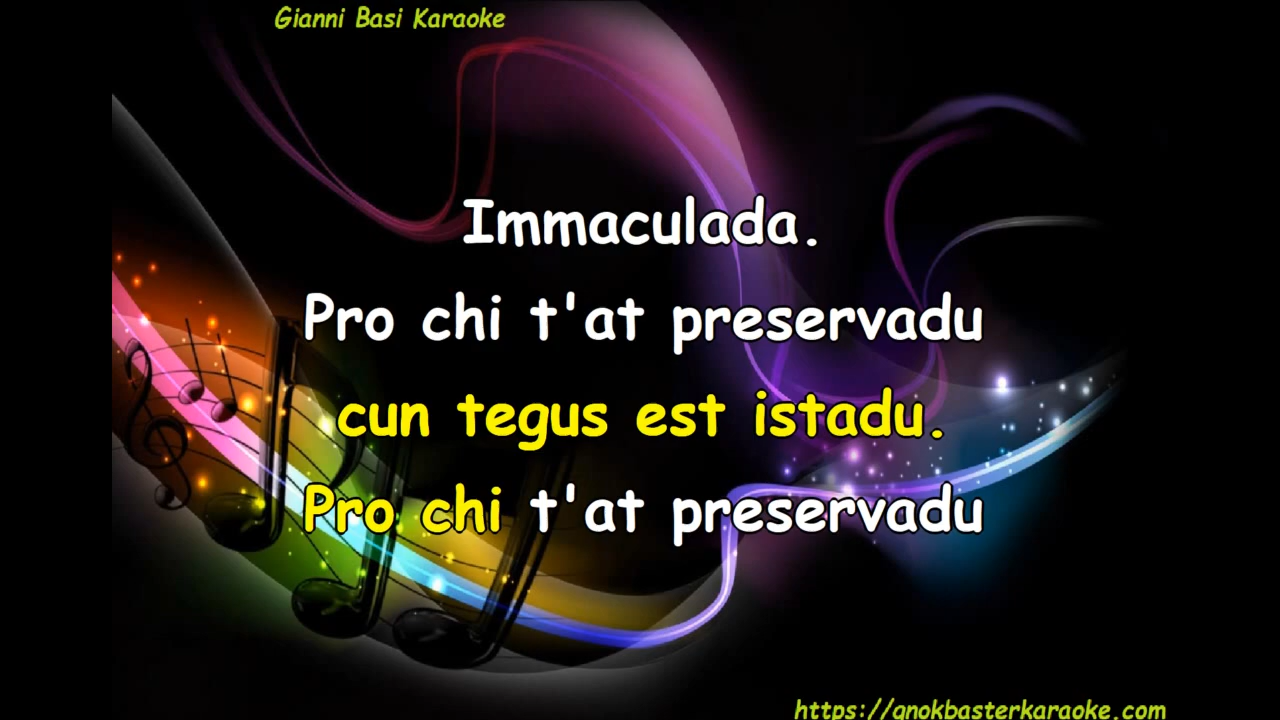 Gianni Basi Karaoke
Immaculada.
Pro chi t'at preservadu
cun tegus est istadu.
Pro chi t'at preservadu
https://gnokbasterkaraoke.com